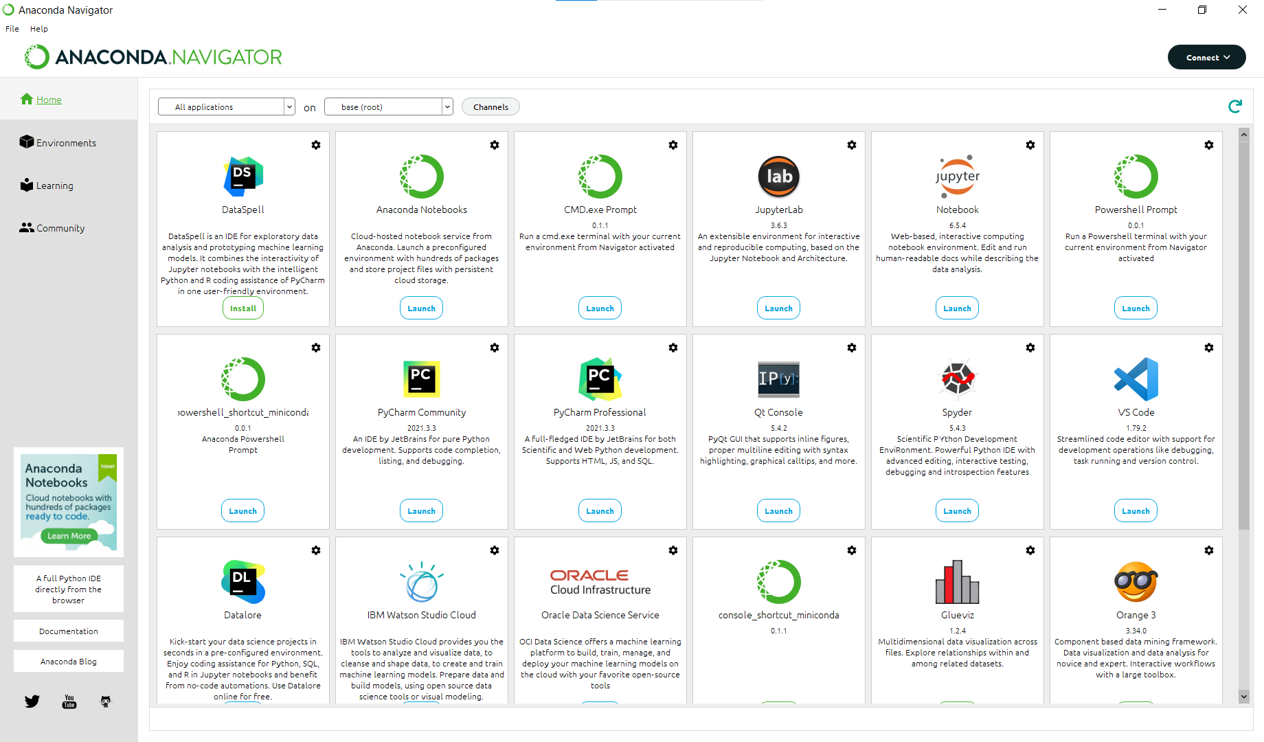 Anaconda Navigator
File Help
ANACONDA.NAVIGATOR
Connect
Home
Environments
Learning
Community
Anaconda
Notebooks
New!
Cloud notebooks with
hundreds of packages
ready to code.
Learn More
A full Python IDE
directly from the
browser
Documentation
Anaconda Blog
You
Tube
All applications on base (root) Channels
DS
DataSpell
DataSpell is an IDE for exploratory data
analysis and prototyping machine learning
models. It combines the interactivity of
Jupyter notebooks with the intelligent
Python and R coding assistance of PyCharm
in one user-friendly environment.
Install
Anaconda Notebooks
Cloud-hosted notebook service from
Anaconda. Launch a preconfigured
environment with hundreds of packages
and store project files with persistent
cloud storage.
Launch
CMD.exe Prompt
0.1.1
Run a cmd.exe terminal with your current
environment from Navigator activated
Launch
lab
JupyterLab
3.6.3
An extensible environment for interactive
and reproducible computing, based on the
Jupyter Notebook and Architecture.
Launch
jupyter
Notebook
6.5.4
Web-based, interactive computing
notebook environment. Edit and run
human-readable docs while describing the
data analysis.
Launch
Powershell Prompt
0.0.1
Run a Powershell terminal with your
current environment from Navigator
activated
Launch
powershell_shortcut_miniconda
0.0.1
Anaconda Powershell
Prompt
Launch
PC
PyCharm Community
2021.3.3
An IDE by JetBrains for pure Python
development. Supports code completion,
listing, and debugging.
Launch
PC
PyCharm Professional
2021.3.3
A full-fledged IDE by JetBrains for both
Scientific and Web Python development.
Supports HTML, JS, and SQL.
Launch
IP[y]:
Qt Console
5.4.2
PyQt GUI that supports inline figures,
proper multiline editing with syntax
highlighting, graphical calltips, and more.
Launch
Spyder
5.4.3
Scientific PYthon Development
EnviRonment. Powerful Python IDE with
advanced editing, interactive testing,
debugging and introspection features
Launch
VS Code
1.79.2
Streamlined code editor with support for
development operations like debugging,
task running and version control.
Launch
DL
Datalore
Kick-start your data science projects in
seconds in a pre-configured environment.
Enjoy coding assistance for Python, SQL,
and R in Jupyter notebooks and benefit
from no-code automations. Use Datalore
online for free.
IBM Watson Studio Cloud
IBM Watson Studio Cloud provides you the
tools to analyze and visualize data, to
cleanse and shape data, to create and train
machine learning models. Prepare data and
build models, using open source data
science tools or visual modeling.
ORACLE
Cloud Infrastructure
Oracle Data Science Service
OCI Data Science offers a machine learning
platform to build, train, manage, and
deploy your machine learning models on
the cloud with your favorite open-source
tools
console_shortcut_miniconda
0.1.1
Glueviz
1.2.4
Multidimensional data visualization across
files. Explore relationships within and
among related datasets.
Orange 3
3.34.0
Component based data mining framework.
Data visualization and data analysis for
novice and expert. Interactive workflows
with a large toolbox.